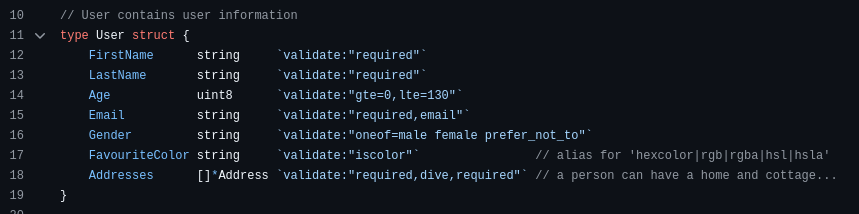 10 // User contains user information
11 type User struct {
12 FirstName string `validate:"required"`
13 LastName string `validate:"required"`
14 Age uint8 `validate:"gte=0,lte=130"`
15 Email string `validate:"required,email"`
16 Gender string `validate:"oneof=male female prefer_not_to"`
17 FavouriteColor string `validate:"iscolor"` // alias for 'hexcolor|rgb|rgba|hsl|hsla'
18 Addresses []*Address `validate:"required,dive,required"` // a person can have a home and cottage...
19 }